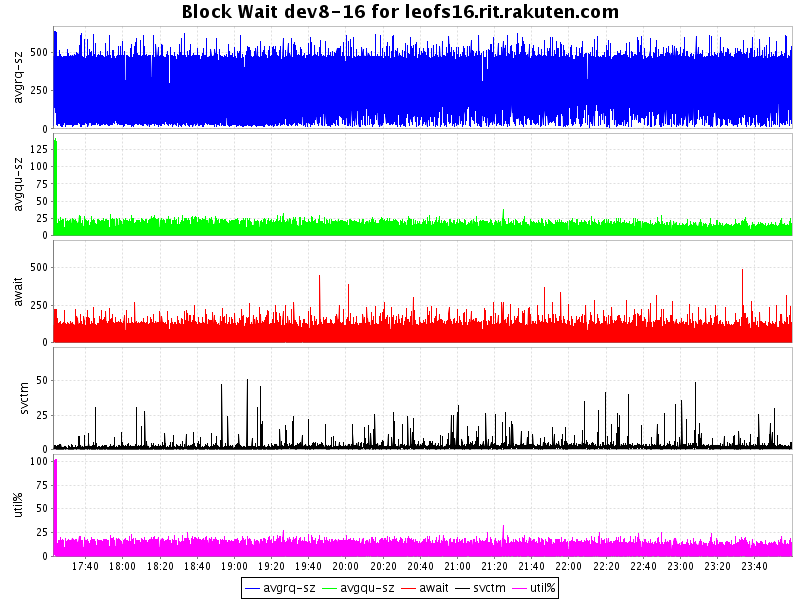 Block Wait dev8-16 for leofs16.rit.rakuten.com
avgrq-sz
500
250
0
avgqu-sz
125
100
75
50
25
0
await
500
250
0
svctm
50
25
0
util%
100
75
50
25
0
17:40 18:00 18:20 18:40 19:00 19:20 19:40 20:00 20:20 20:40 21:00 21:20 21:40 22:00 22:20 22:40 23:00 23:20 23:40
avgrq-sz avgqu-sz await svctm util%